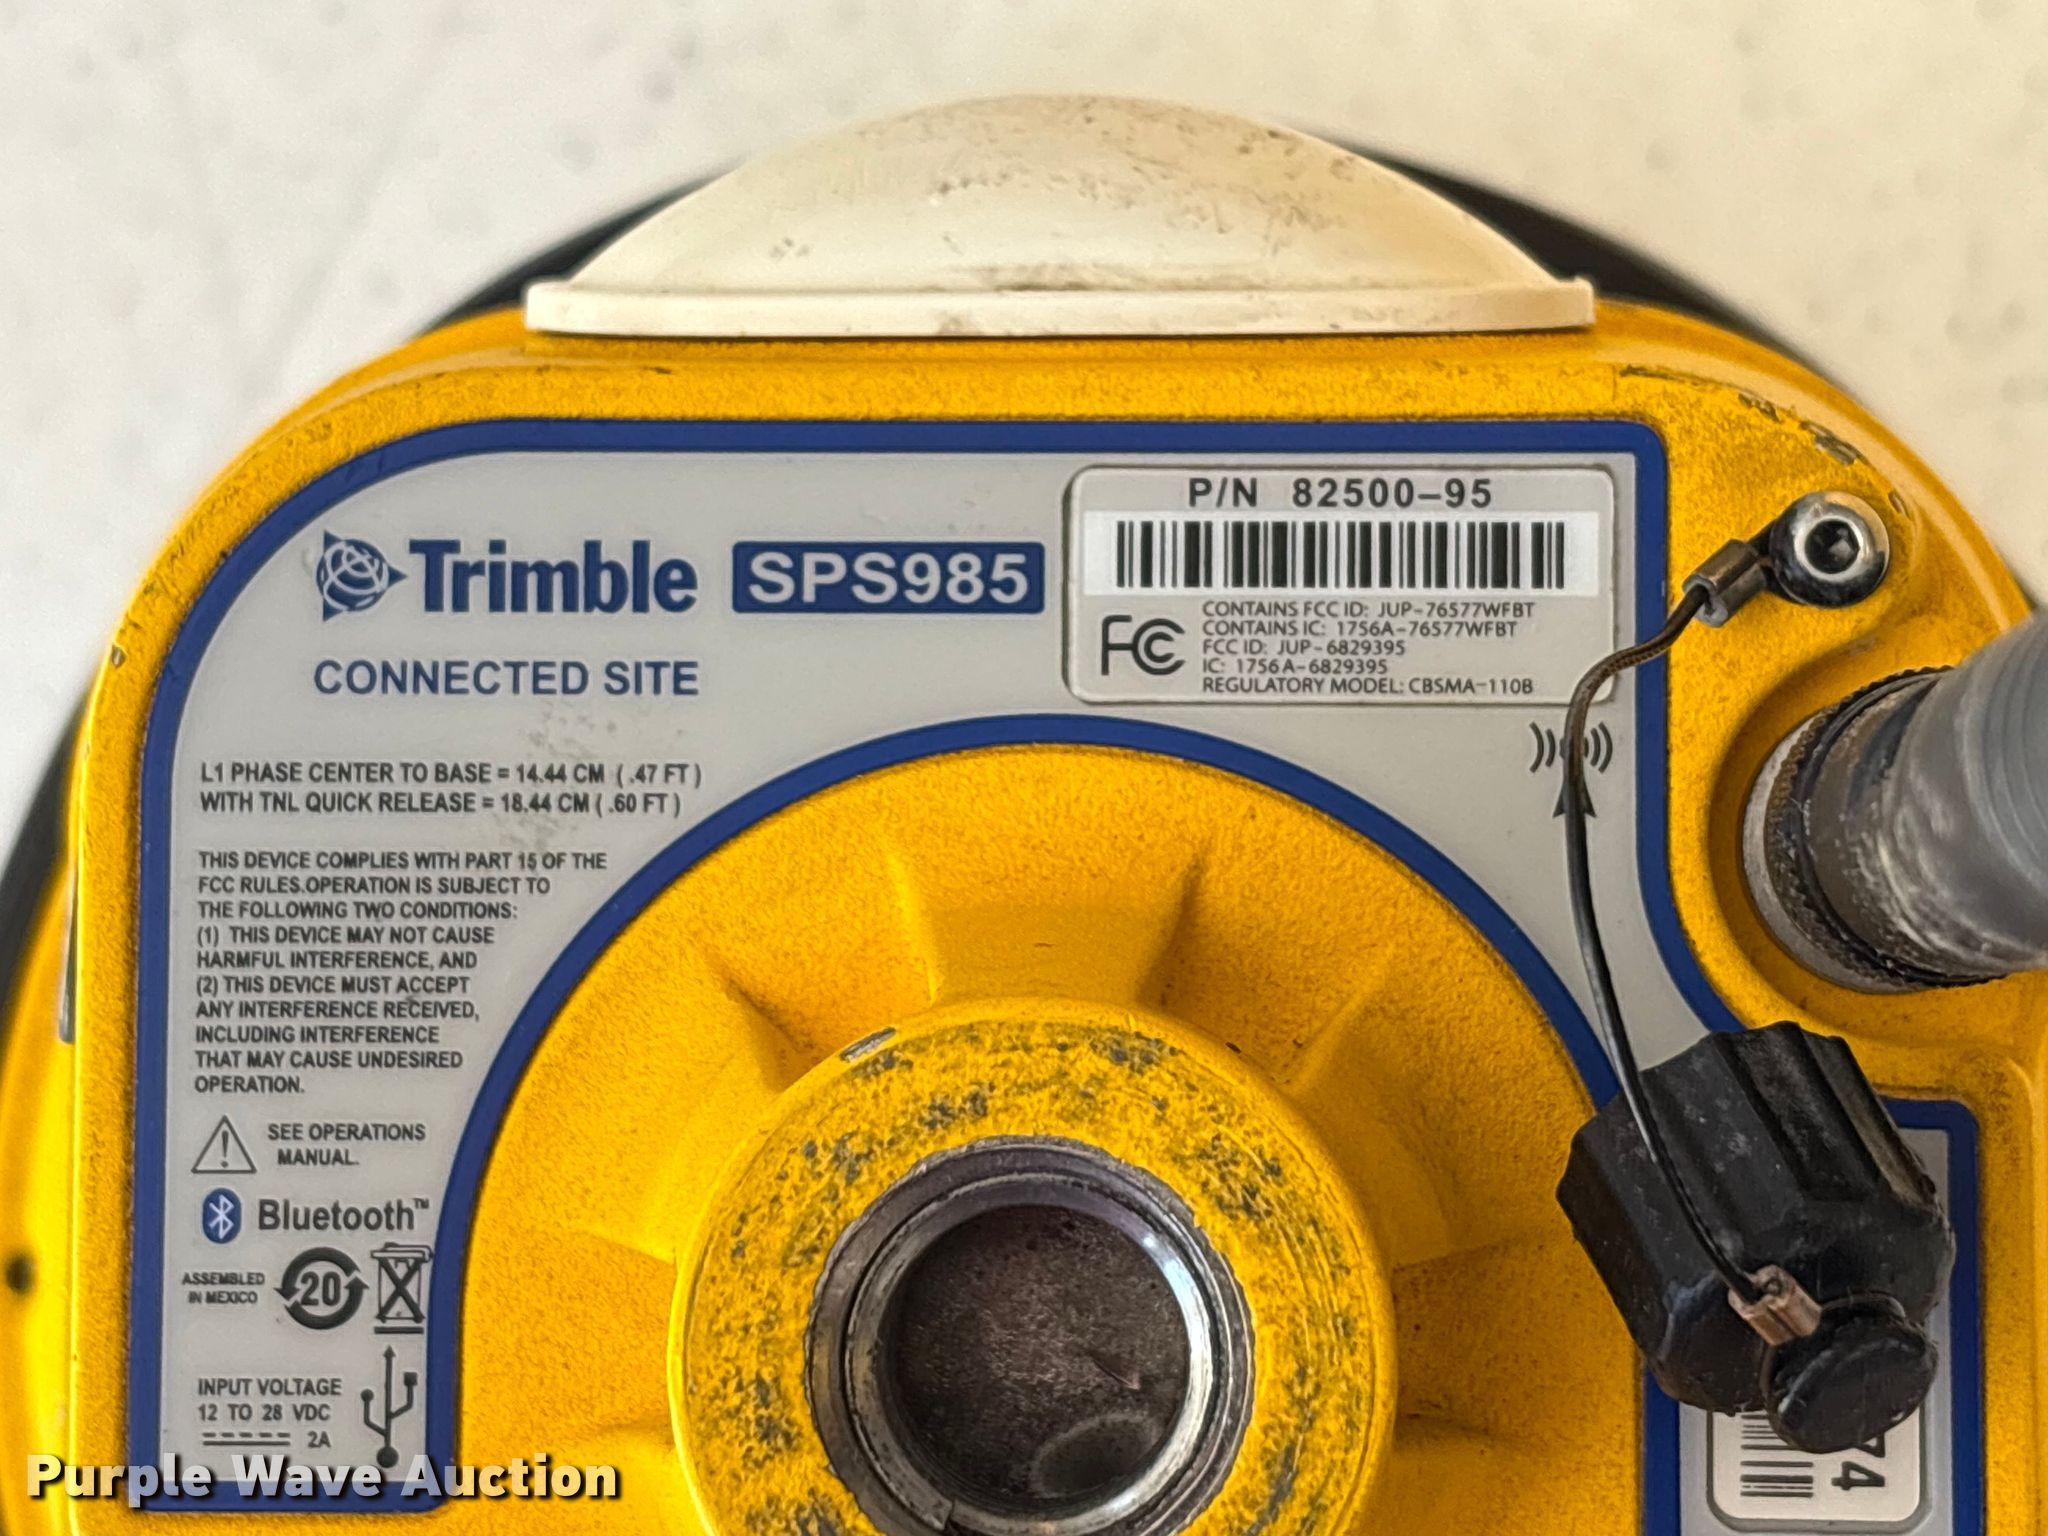 Trimble SPS985
CONNECTED SITE
P/N 82500-95
FCC
CONTAINS FCC ID: JUP-76577WFBT
CONTAINS IC: 1756A-76577WFBT
FCC ID: JUP-6829395
IC: 1756A-6829395
REGULATORY MODEL: CBSMA-110B
L1 PHASE CENTER TO BASE = 14.44 CM ( .47 FT )
WITH TNL QUICK RELEASE = 18.44 CM ( .60 FT )
THIS DEVICE COMPLIES WITH PART 15 OF THE
FCC RULES.OPERATION IS SUBJECT TO
THE FOLLOWING TWO CONDITIONS:
(1) THIS DEVICE MAY NOT CAUSE
HARMFUL INTERFERENCE, AND
(2) THIS DEVICE MUST ACCEPT
ANY INTERFERENCE RECEIVED,
INCLUDING INTERFERENCE
THAT MAY CAUSE UNDESIRED
OPERATION.
SEE OPERATIONS
MANUAL.
Bluetooth™
ASSEMBLED
IN MEXICO
20
INPUT VOLTAGE
12 TO 28 VDC
2A
74
Purple Wave Auction